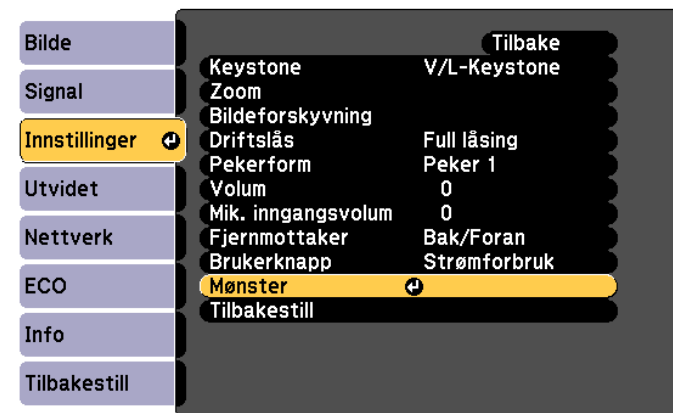 Bilde
Signal
Innstillinger
Utvidet
Nettverk
ECO
Info
Tilbakestill
Tilbake
Keystone V/L-Keystone
Zoom
Bildeforskyvning
Driftslås Full låsing
Pekerform Peker 1
Volum 0
Mik. inngangsvolum 0
Fjernmottaker Bak/Foran
Brukerknapp Strømforbruk
Mønster
Tilbakestill